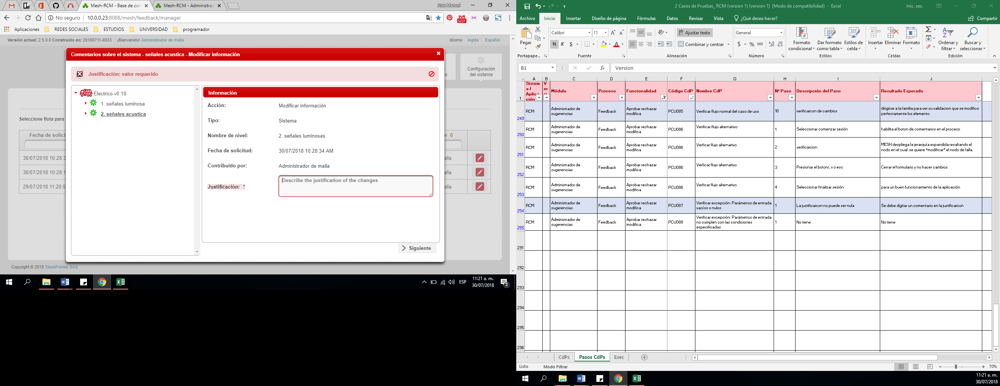 Mesh-RCM - Base de con
Mesh-RCM - Administrad
Jose Manuel
No seguro
10.0.0.23:8088/mesh/feedback/manager
5237
Aplicaciones
REDES SOCIALES
ESTUDIOS
UNIVERSIDAD
programador
Versión actual: 2.5.0.0 Construido en: 20180711-0833
¡Bienvenido! Administrador de malla
Idioma: Inglés Español
Configuración
del sistema
Comentarios sobre el sistema - señales acustica - Modificar información
Justificación: valor requerido
Electrico v0.18
1. señales luminosa
2. señales acustica
Información
Acción: Modificar información
Tipo: Sistema
Nombre de nivel: 2. señales luminosas
Fecha de solicitud: 30/07/2018 10:28:34 AM
Contribuido por: Administrador de malla
Justificación: * Describe the justification of the changes
Siguiente
Seleccione flota para
Fecha de solicit
30/07/2018 10:28:3
30/07/2018 10:28:1
29/07/2018 11:20:5
alla
alla
alla
Copyright © 2018 StackPointer SAS
ESP
11:21 a. m.
30/07/2018
2
2 Casos de Pruebas_ RCM (version 1) (version 1) [Modo de compatibilidad] - Excel
Inic. ses.
Archivo Inicio Insertar Diseño de página Fórmulas Datos Revisar Vista ¿Qué desea hacer?
Compartir
Pegar
Calibri 11
N K S
Ajustar texto
Combinar y centrar
General
$ % 000
Formato condicional
Dar formato como tabla
Estilos de celda
Insertar
Eliminar
Formato
Ordenar y filtrar
Buscar y seleccionar
Portapape...
Fuente
Alineación
Número
Estilos
Celdas
Edición
B1
fx
Version
A B C D E F G H I J
1 Sistem a / Aplica ción V er Módulo Proceso Funcionalidad Código CdP Nombre CdP N° Paso Descripción del Paso Resultado Esperado
249 RCM Administrador de sugerencias Feedback Aprobar rechazar modifica PCU085 Verificar flujo normal del caso de uso 10 verificaicon de cambios dirigirse a la familia para ver su validacion que se modifico perfectamente los elemento
250 RCM Administrador de sugerencias Feedback Aprobar rechazar modifica PCU086 Verificar flujo alternativo 1 Seleccionar comenzar sesión habilita el boton de comentarios en el proceso
251 RCM Administrador de sugerencias Feedback Aprobar rechazar modifica PCU086 Verficar flujo alternativo 2 verificaicion MESH despliega la jerarquía expandida resaltando el nodo en el cual se quiere “modificar” el nodo de falla.
252 RCM Administrador de sugerencias Feedback Aprobar rechazar modifica PCU086 Verficar flujo alternativo 3 Presionar el botonr, x o esc Cerrar el formulario y no hacer cambios
253 RCM Administrador de sugerencias Feedback Aprobar rechazar modifica PCU086 Verficar flujo alternativo 4 Seleccionar finalizar sesión para un buen funcionamiento de la aplicación
254 RCM Administrador de sugerencias Feedback Aprobar rechazar modifica PCU087 Verificar excepción: Parámetros de entrada vacíos o nulos 1 La justificaicon no puede ser nula Se debe digitar un comentario en la justificaicon
255 RCM Administrador de sugerencias Feedback Aprobar rechazar modifica PCU088 Verificar excepción: Parámetros de entrada no cumplen con las condiciones especificadas 1 No tiene No tiene
291
292
293
294
295
296
CdPs Pasos CdPs Exec
Listo
Modo Filtrar
70%
11:21 a. m.
30/07/2018